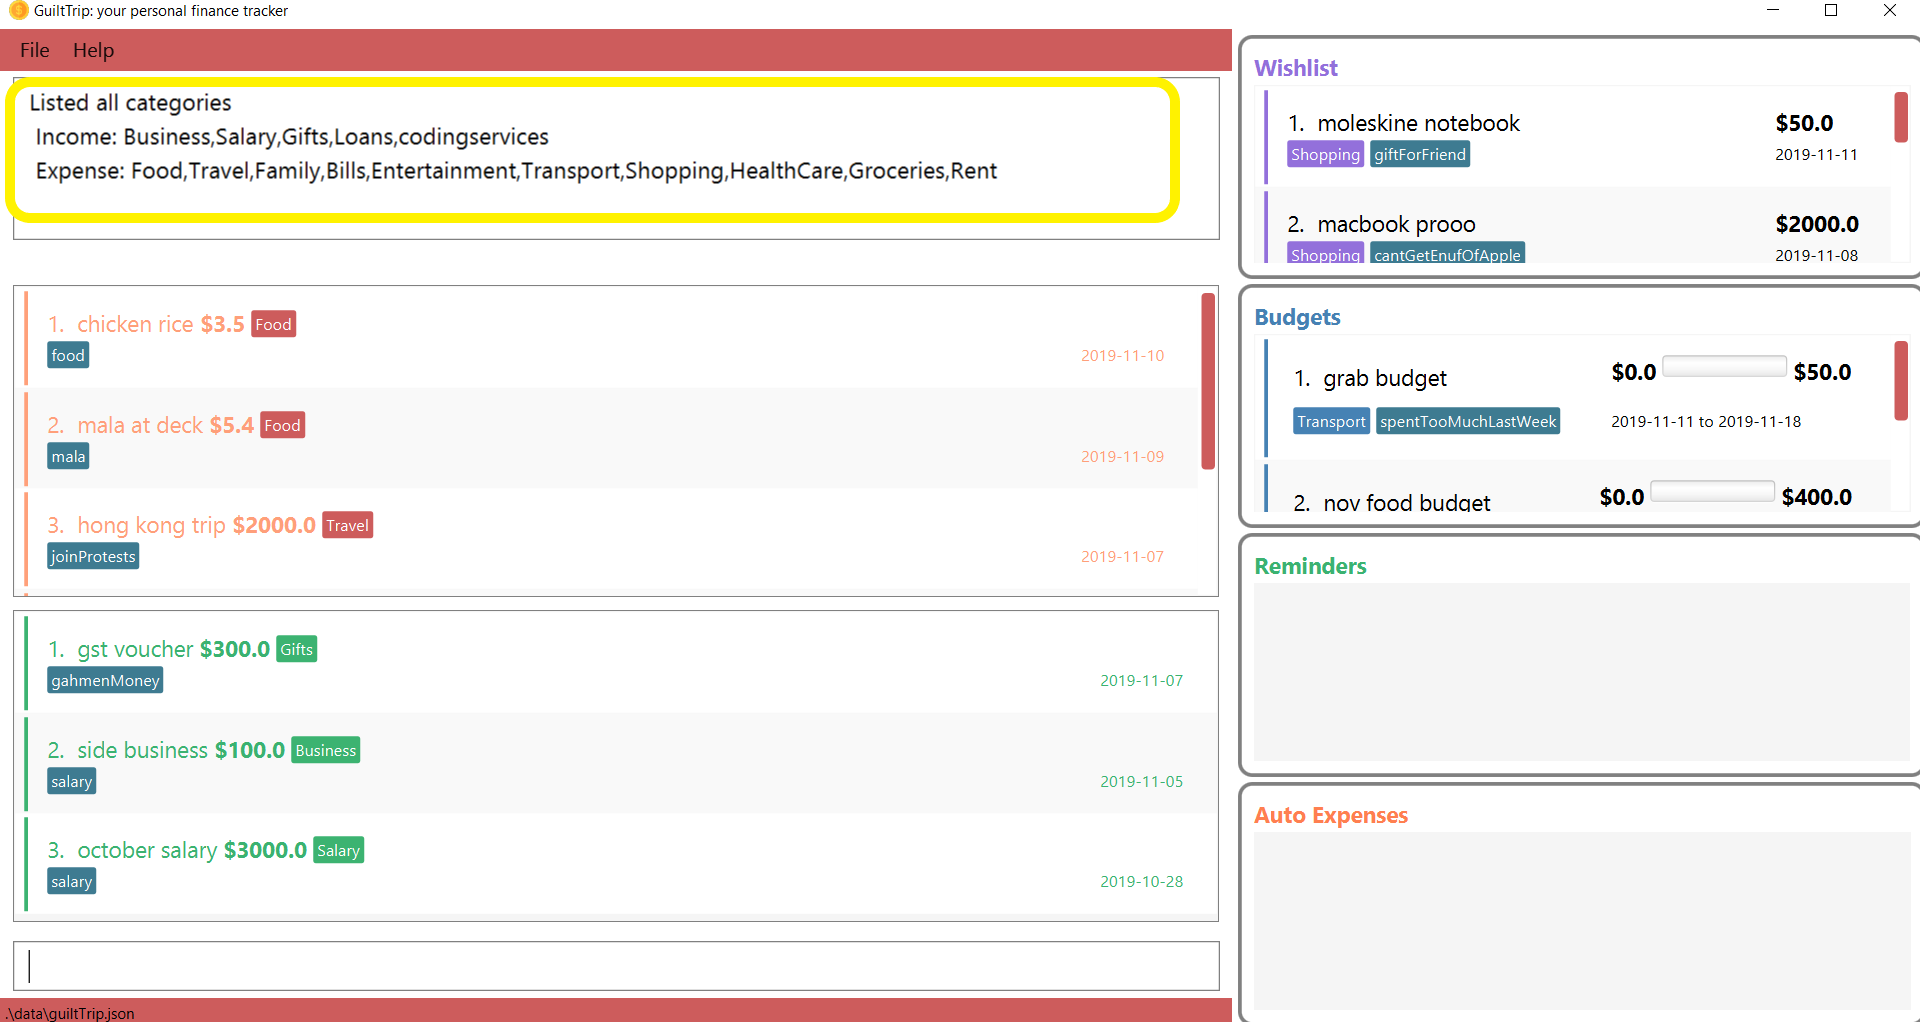 GuiltTrip: your personal finance tracker
File Help
Listed all categories
Income: Business,Salary,Gifts,Loans,codingservices
Expense: Food,Travel,Family,Bills,Entertainment,Transport,Shopping,HealthCare,Groceries,Rent
1. chicken rice $3.5 Food
food 2019-11-10
2. mala at deck $5.4 Food
mala 2019-11-09
3. hong kong trip $2000.0 Travel
joinProtests 2019-11-07
1. gst voucher $300.0 Gifts
gahmenMoney 2019-11-07
2. side business $100.0 Business
salary 2019-11-05
3. october salary $3000.0 Salary
salary 2019-10-28
.\data\guiltTrip.json
Wishlist
1. moleskine notebook $50.0
Shopping giftForFriend 2019-11-11
2. macbook prooo $2000.0
Shopping cantGetEnufOfApple 2019-11-08
Budgets
1. grab budget $0.0 $50.0
Transport spentTooMuchLastWeek 2019-11-11 to 2019-11-18
2. nov food budget $0.0 $400.0
Reminders
Auto Expenses